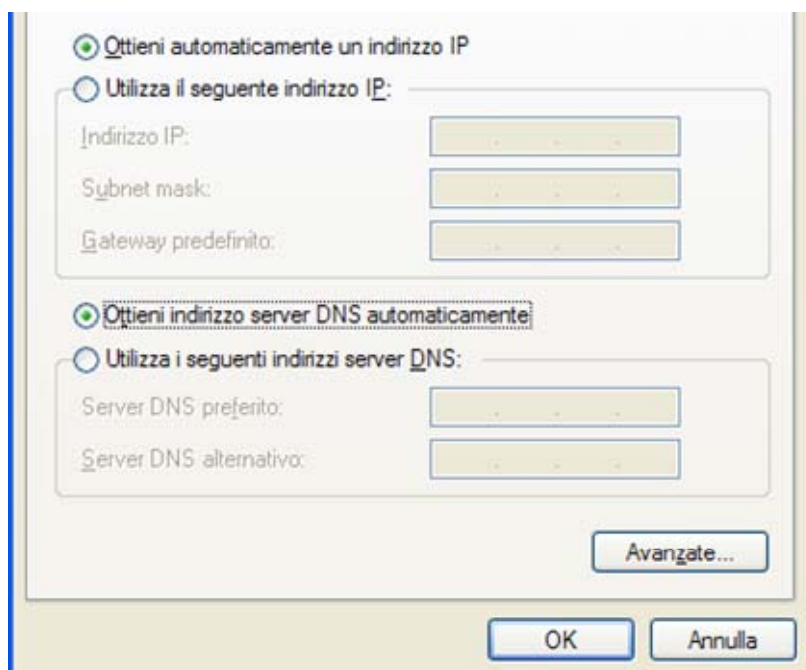 Ottieni automaticamente un indirizzo IP
Utilizza il seguente indirizzo IP:
Indirizzo IP:
Subnet mask:
Gateway predefinito:
Ottieni indirizzo server DNS automaticamente
Utilizza i seguenti indirizzi server DNS:
Server DNS preferito:
Server DNS alternativo:
Avanzate...
OK Annulla